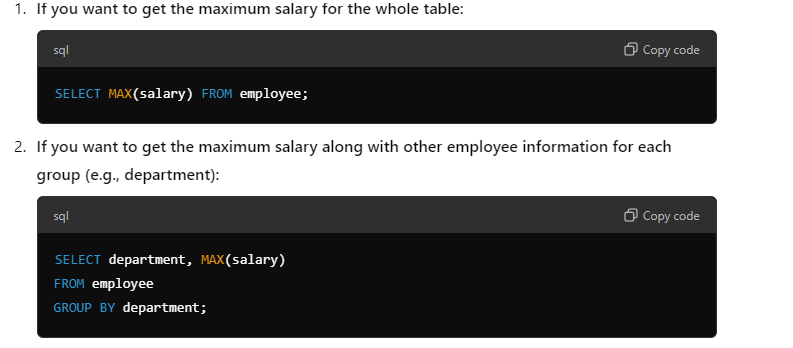 1. If you want to get the maximum salary for the whole table:
sql Copy code
SELECT MAX(salary) FROM employee;
2. If you want to get the maximum salary along with other employee information for each
group (e.g., department):
sql Copy code
SELECT department, MAX(salary)
FROM employee
GROUP BY department;